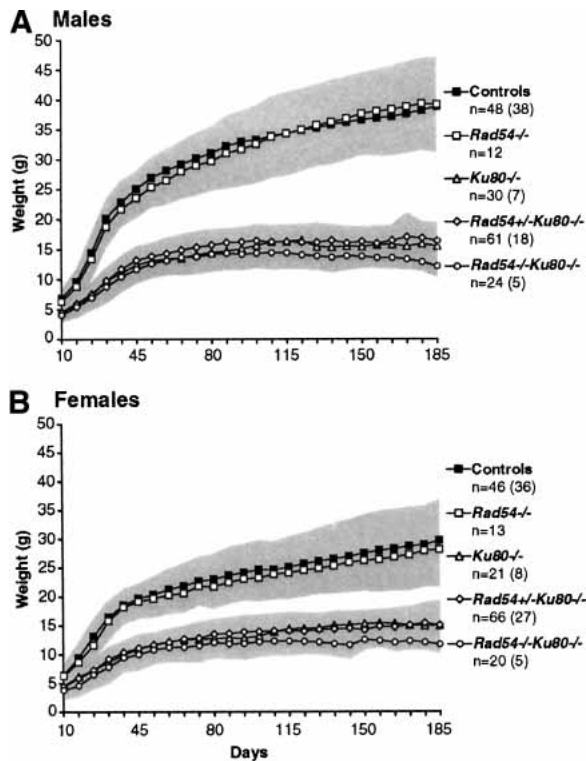 A Males
50
45
40
35
30
25
20
15
10
5
0
Weight (g)
10 45 80 115 150 185
Controls
n=48 (38)
Rad54-/-
n=12
Ku80-/-
n=30 (7)
Rad54+/-Ku80-/-
n=61 (18)
Rad54-/-Ku80-/-
n=24 (5)
B Females
50
45
40
35
30
25
20
15
10
5
0
Weight (g)
10 45 80 115 150 185
Days
Controls
n=46 (36)
Rad54-/-
n=13
Ku80-/-
n=21 (8)
Rad54+/-Ku80-/-
n=66 (27)
Rad54-/-Ku80-/-
n=20 (5)